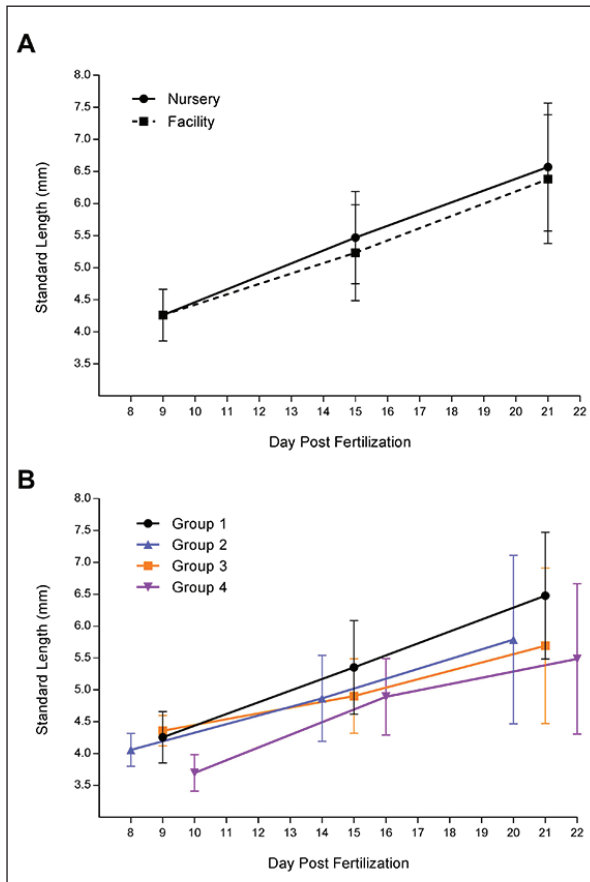 A
8.0
7.5
7.0
6.5
6.0
5.5
5.0
4.5
4.0
3.5
Standard Length (mm)
Nursery
Facility
8 9 10 11 12 13 14 15 16 17 18 19 20 21 22
Day Post Fertilization
B
8.0
7.5
7.0
6.5
6.0
5.5
5.0
4.5
4.0
3.5
Standard Length (mm)
Group 1
Group 2
Group 3
Group 4
8 9 10 11 12 13 14 15 16 17 18 19 20 21 22
Day Post Fertilization